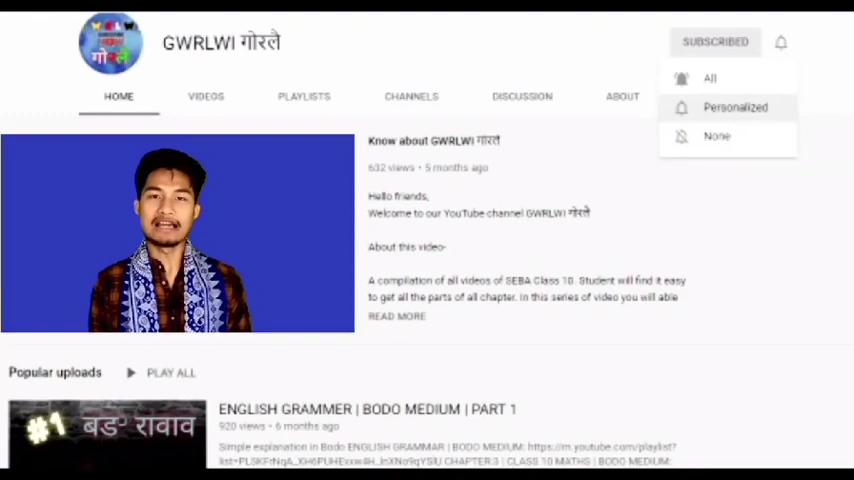 गोरलै
GWRLWI गोरलै
SUBSCRIBED
All
Personalized
None
HOME VIDEOS PLAYLISTS CHANNELS DISCUSSION ABOUT
Know about GWRLWI गोरलै
632 views • 5 months ago
Hello friends,
Welcome to our YouTube channel GWRLWI गोरलै
About this video-
A compilation of all videos of SEBA Class 10. Student will find it easy
to get all the parts of all chapter. In this series of video you will able
READ MORE
Popular uploads PLAY ALL
#1 बड' रावाव
ENGLISH GRAMMER | BODO MEDIUM | PART 1
920 views • 6 months ago
Simple explanation in Bodo ENGLISH GRAMMAR | BODO MEDIUM: https://m.youtube.com/playlist?
CHAPTER 3 | CLASS 10 MATHS | BODO MEDIUM: